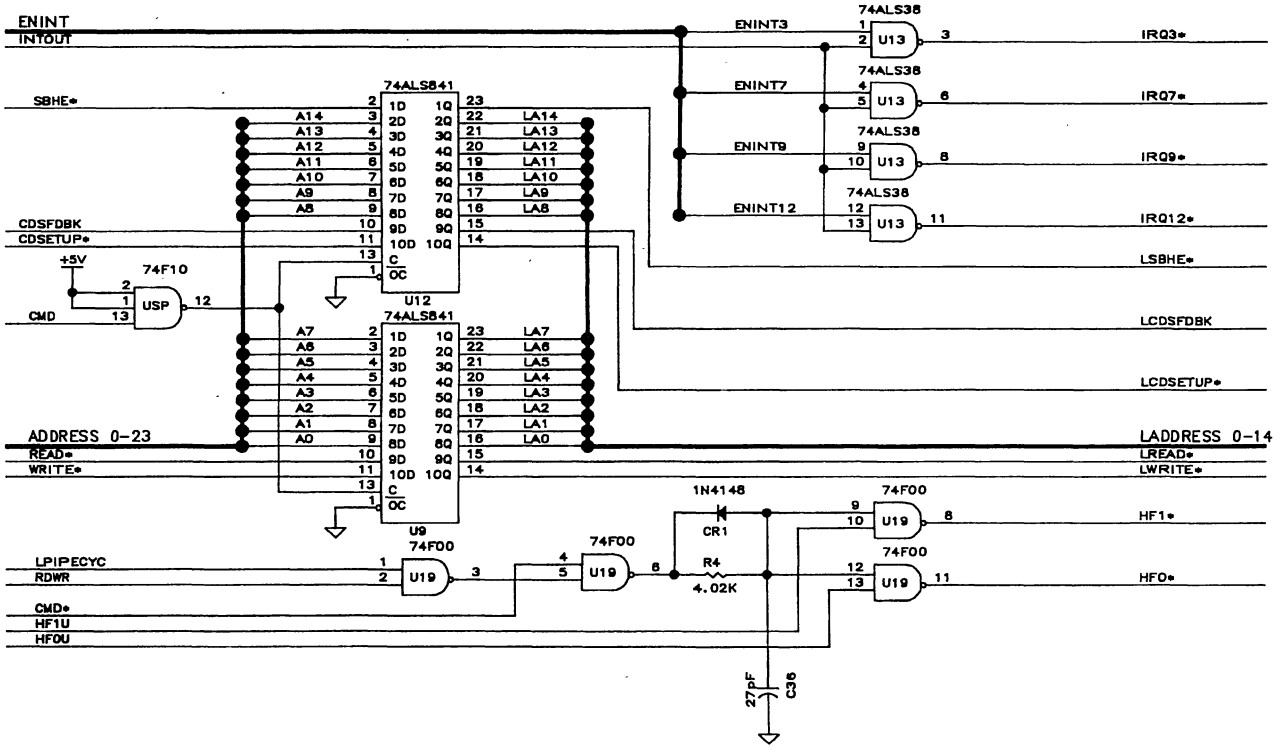 ENINT
INTOUT
ENINT3
74ALS38
1
2
U13
3
IRQ3*
SBHE*
74ALS841
ENINT7
74ALS38
4
5
U13
6
IRQ7*
2 1D 1Q 23
A14 3 2D 2Q 22 LA14
A13 4 3D 3Q 21 LA13
A12 5 4D 4Q 20 LA12
A11 6 5D 5Q 19 LA11
A10 7 6D 6Q 18 LA10
A9 8 7D 7Q 17 LA9
A8 9 8D 8Q 16 LA8
CDSFDBK 10 9D 9Q 15
CDSETUP* 11 10D 10Q 14
13 C
1 OC
U12
ENINT9
74ALS38
9
10
U13
8
IRQ9*
ENINT12
74ALS38
12
13
U13
11
IRQ12*
LSBHE*
+5V
74F10
2
1
13
U5P
12
CMD
LCDSFDBK
74ALS841
A7 2 1D 1Q 23 LA7
A6 3 2D 2Q 22 LA6
A5 4 3D 3Q 21 LA5
A4 5 4D 4Q 20 LA4
A3 6 5D 5Q 19 LA3
A2 7 6D 6Q 18 LA2
A1 8 7D 7Q 17 LA1
A0 9 8D 8Q 16 LA0
LCDSETUP*
ADDRESS 0-23
LADDRESS 0-14
READ* 10 9D 9Q 15 LREAD*
WRITE* 11 10D 10Q 14 LWRITE*
13 C
1 OC
U9
1N4148
CR1
74F00
9
10
U19
8
HF1*
LPIPECYC
RDWR
74F00
1
2
U19
3
74F00
4
5
U19
6
R4
4.02K
74F00
12
13
U19
11
HF0*
CMD*
HF1U
HF0U
27pF
C36